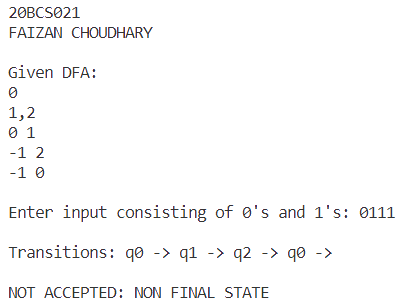 20BCS021
FAIZAN CHOUDHARY
Given DFA:
0
1,2
0 1
-1 2
-1 0
Enter input consisting of 0's and 1's: 0111
Transitions: q0 -> q1 -> q2 -> q0 ->
NOT ACCEPTED: NON FINAL STATE